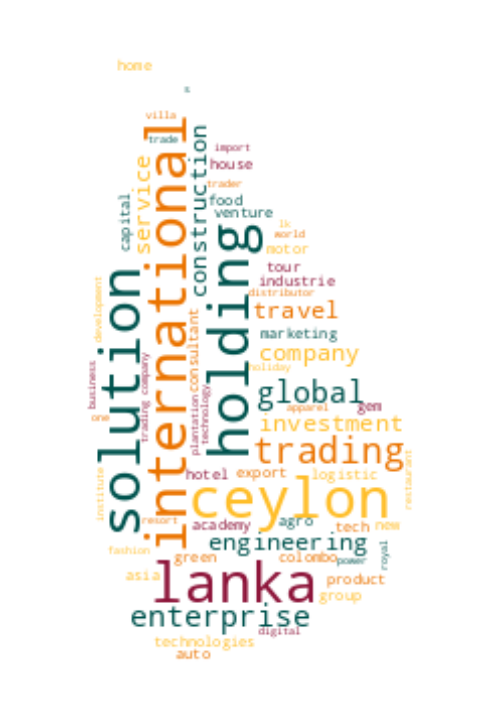 home
s
villa
trade
import
international
construction
house
service
trader
capital
food
venture
lk
world
holding
motor
tour
solution
industrie
development
distributor
travel
consultant
marketing
company
trading company
business
holiday
plantation
technology
global
apparel
gem
one
investment
trading
restaurant
institute
hotel
export
logistic
ceylon
resort
academy
agro
tech
new
engineering
fashion
green
colombo
power
royal
lanka
asia
product
group
enterprise
digital
technologies
auto